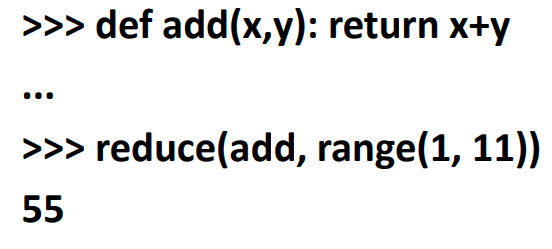 >>> def add(x,y): return x+y
...
>>> reduce(add, range(1, 11))
55